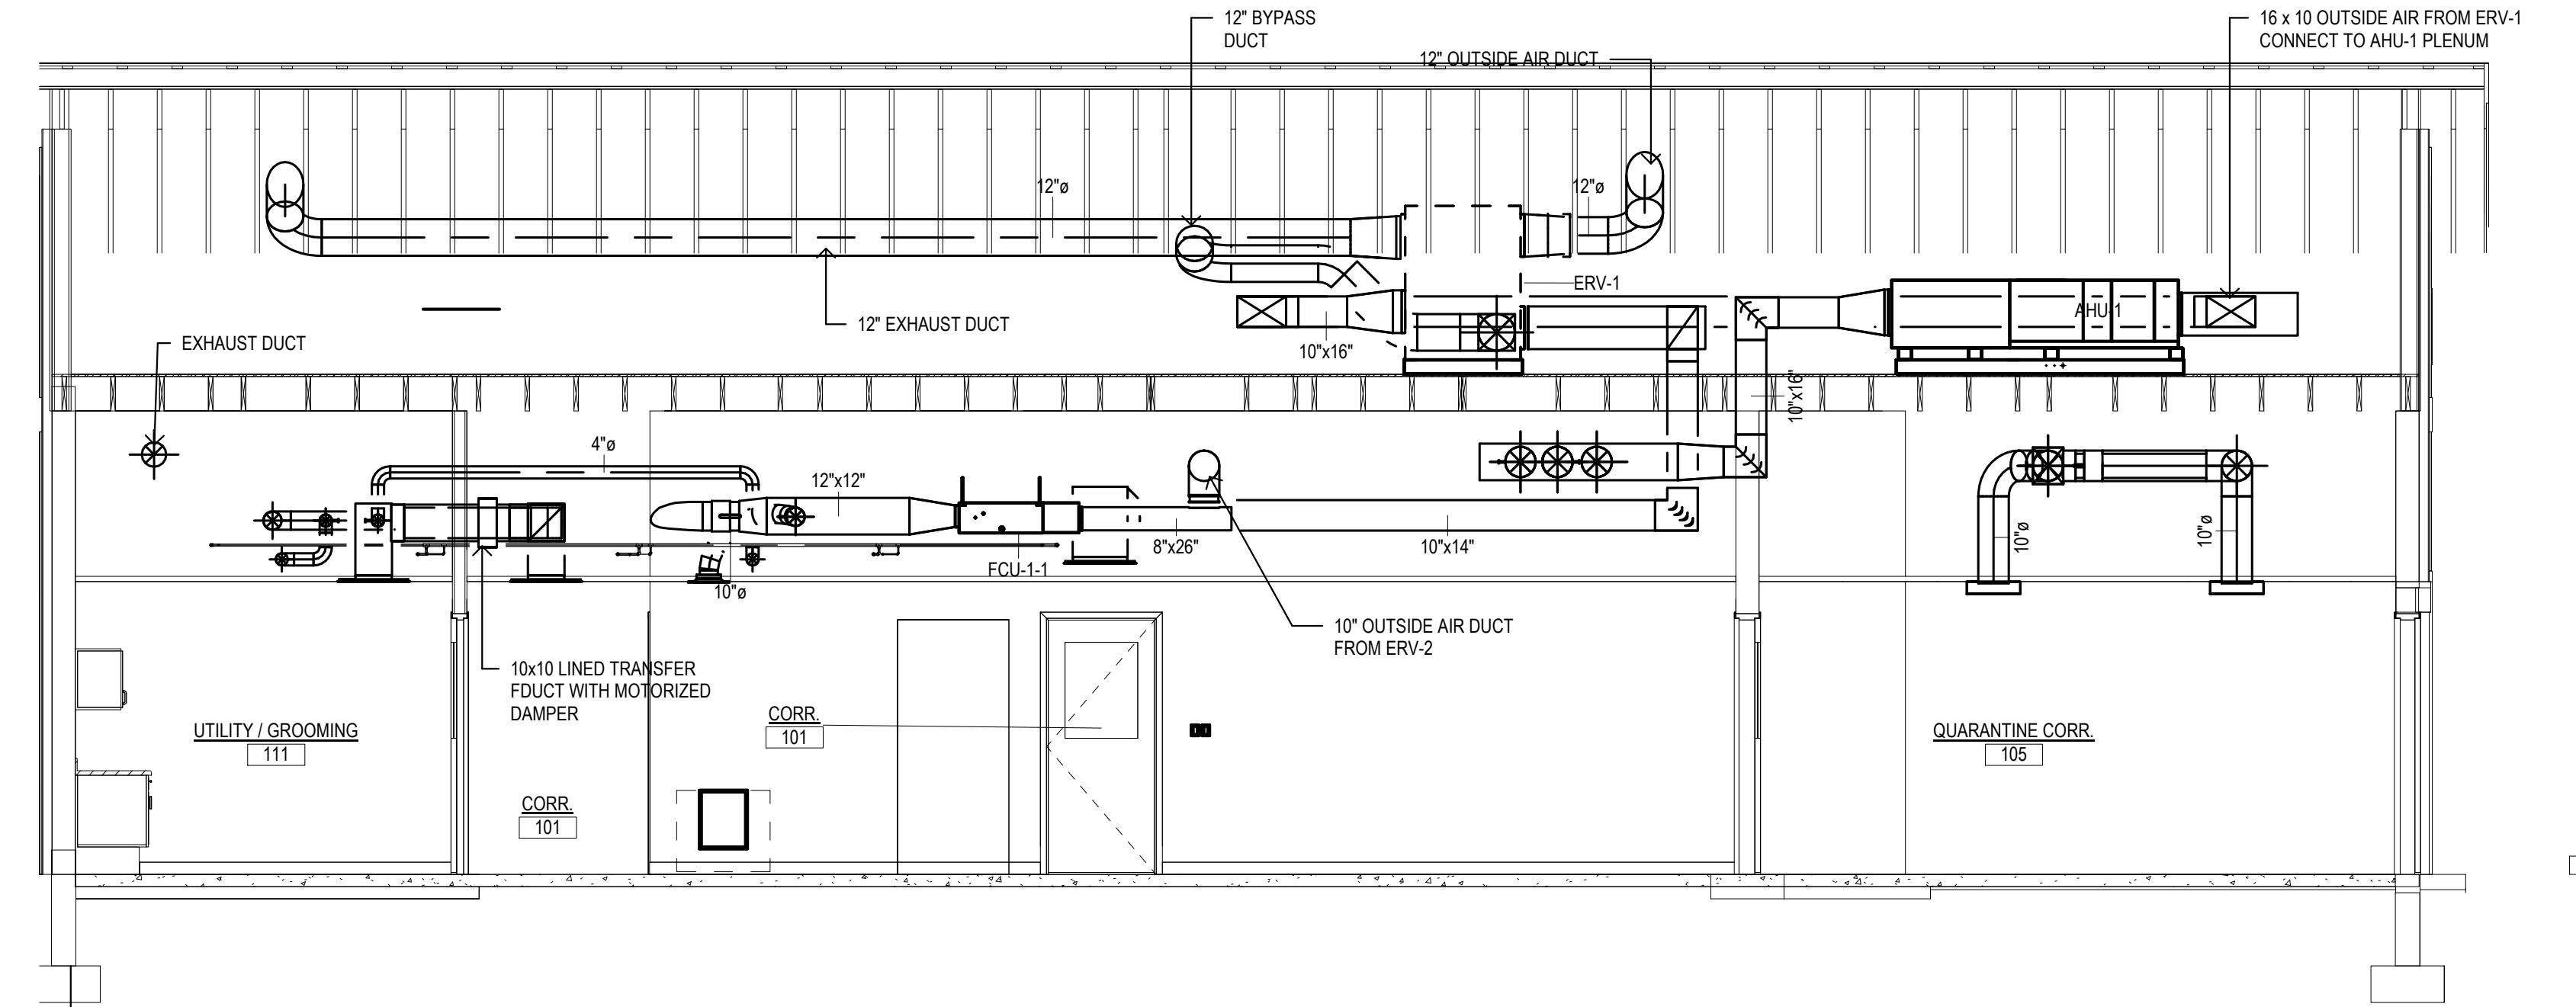 12" BYPASS
DUCT
12" OUTSIDE AIR DUCT
16 x 10 OUTSIDE AIR FROM ERV-1
CONNECT TO AHU-1 PLENUM
12"ø
12"ø
ERV-1
AHU-1
12" EXHAUST DUCT
EXHAUST DUCT
10"x16"
10"x16"
4"ø
12"x12"
8"x26"
10"x14"
10"ø
10"ø
FCU-1-1
10"ø
10" OUTSIDE AIR DUCT
FROM ERV-2
10x10 LINED TRANSFER
FDUCT WITH MOTORIZED
DAMPER
UTILITY / GROOMING
111
CORR.
101
CORR.
101
QUARANTINE CORR.
105